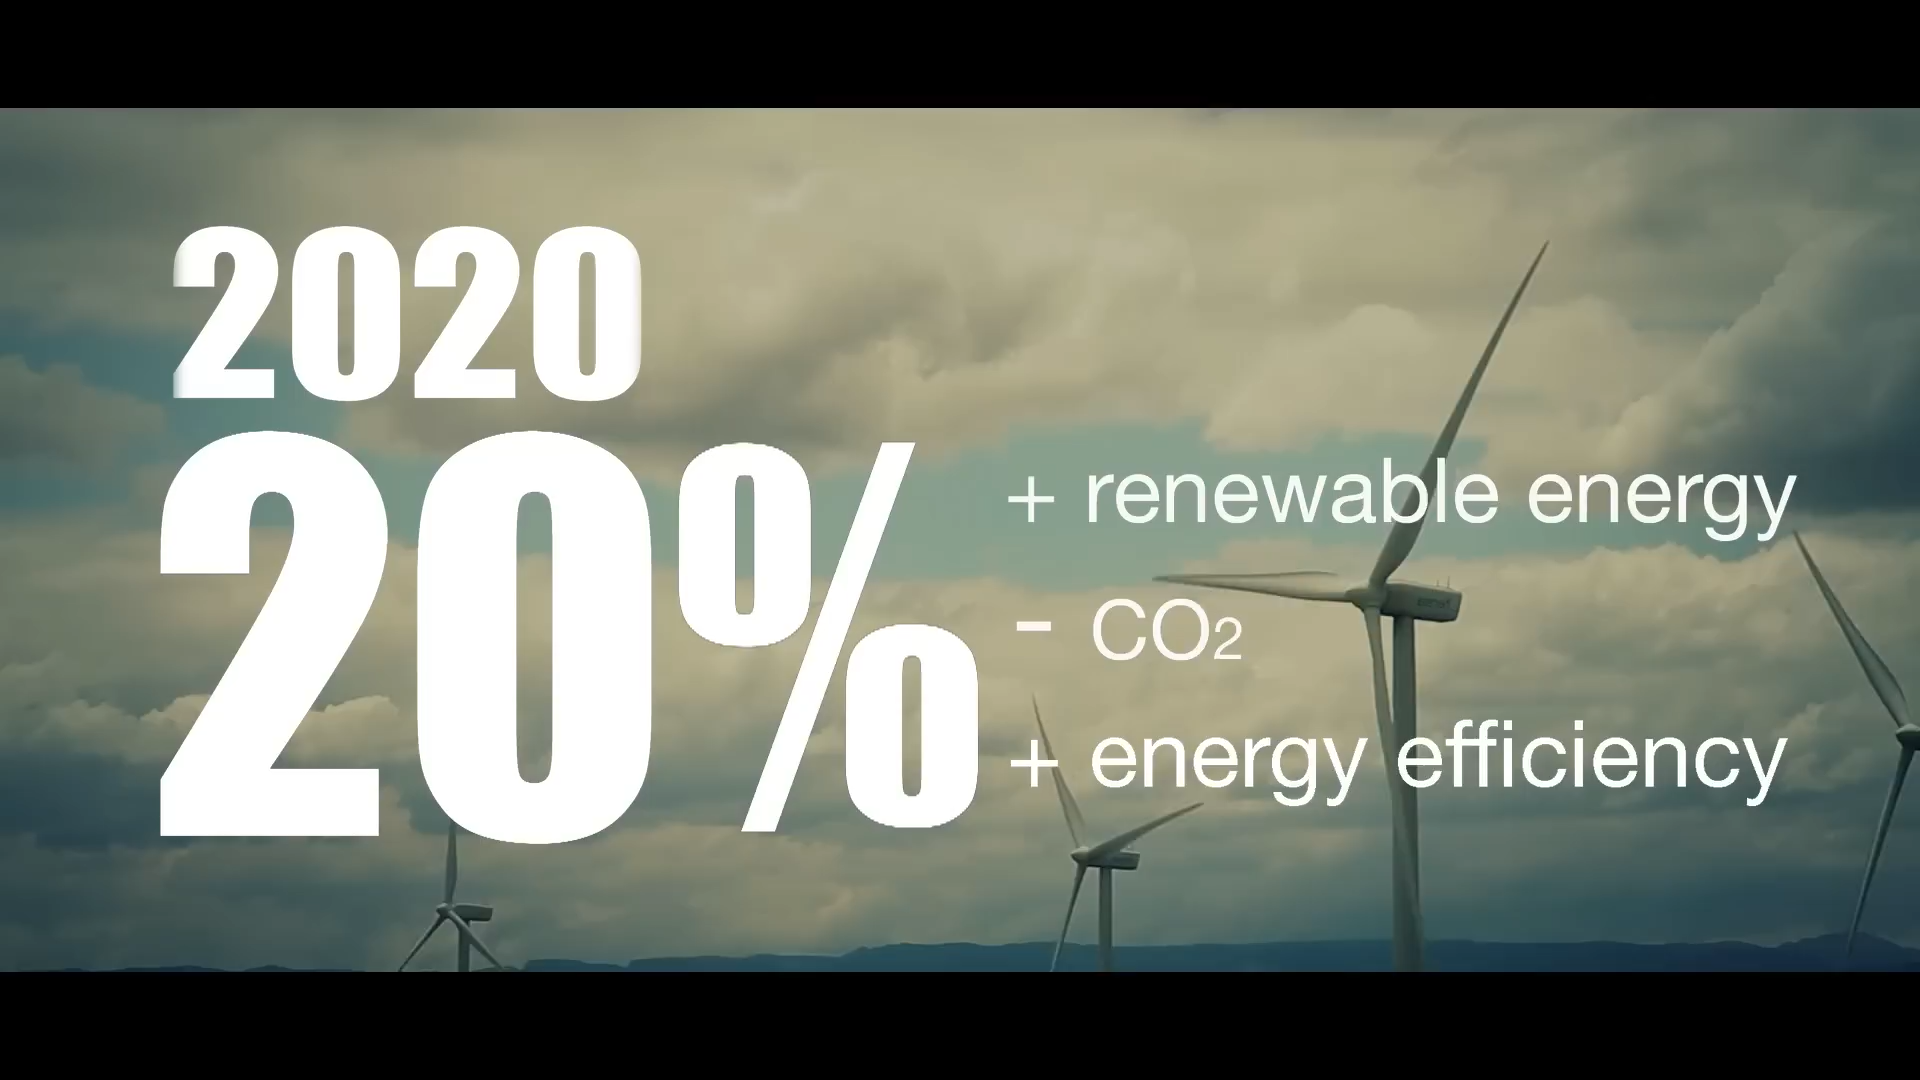 2020
20%
+ renewable energy
- CO2
+ energy efficiency